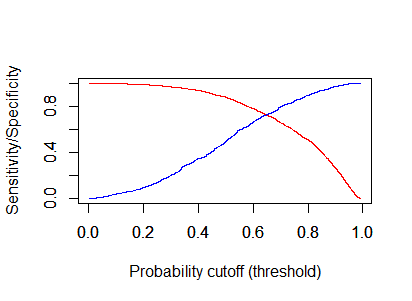 Sensitivity/Specificity
0.8
0.4
0.0
0.0 0.2 0.4 0.6 0.8 1.0
Probability cutoff (threshold)